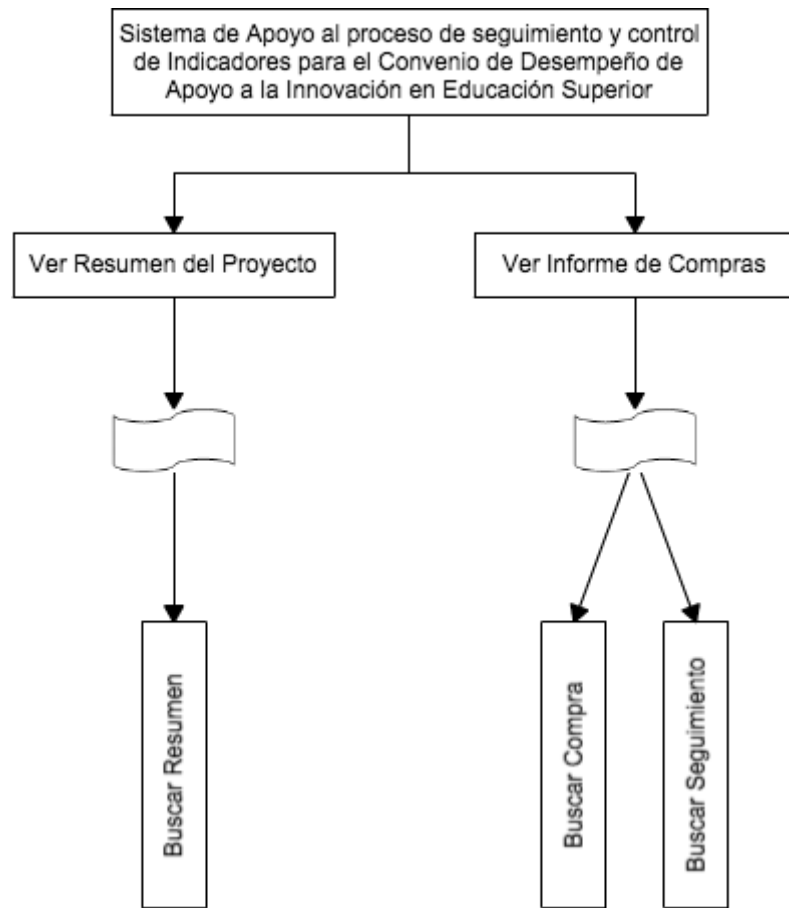 Sistema de Apoyo al proceso de seguimiento y control
de Indicadores para el Convenio de Desempeño de
Apoyo a la Innovación en Educación Superior
Ver Resumen del Proyecto
Ver Informe de Compras
Buscar Resumen
Buscar Compra
Buscar Seguimiento